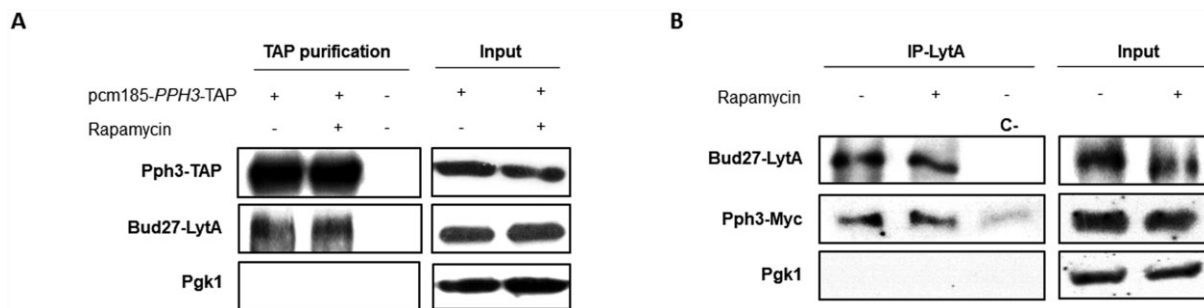 A
TAP purification Input
pcm185-PPH3-TAP + + - + +
Rapamycin - + - - +
Pph3-TAP
Bud27-LytA
Pgk1
B
IP-LytA Input
Rapamycin - + - - +
C-
Bud27-LytA
Pph3-Myc
Pgk1